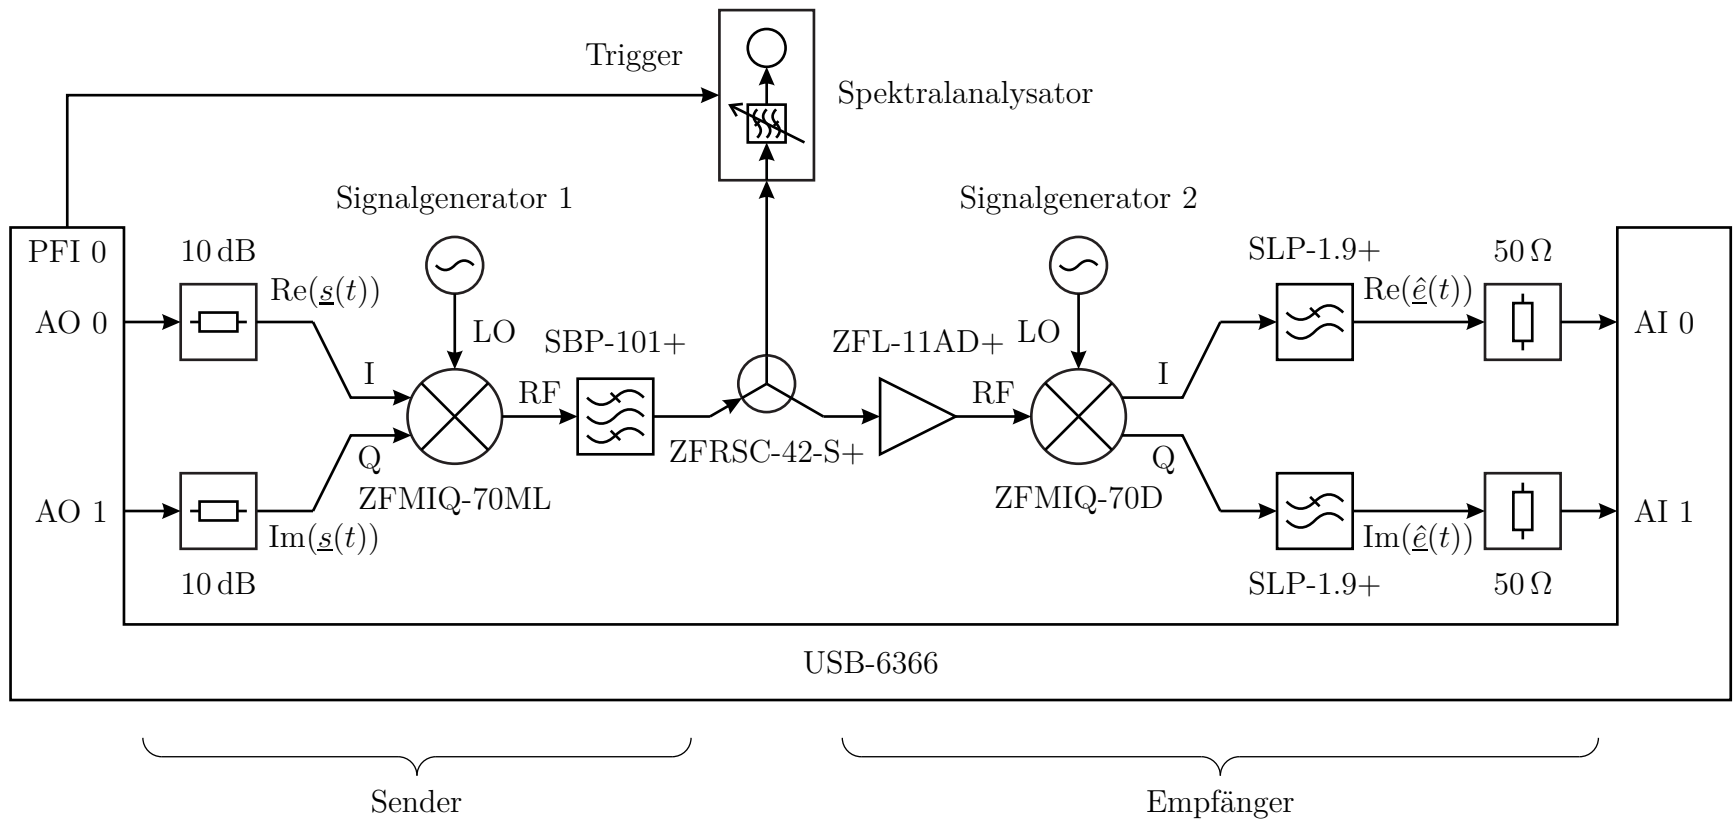 Trigger
Spektralanalysator
Signalgenerator 1
Signalgenerator 2
PFI 0
10 dB
SLP-1.9+
50 Ω
Re(s(t))
Re(ê(t))
AO 0
LO
SBP-101+
ZFL-11AD+
LO
AI 0
I
RF
RF
I
Q
ZFRSC-42-S+
Q
ZFMIQ-70ML
ZFMIQ-70D
AO 1
AI 1
Im(s(t))
Im(ê(t))
10 dB
SLP-1.9+
50 Ω
USB-6366
Sender
Empfänger